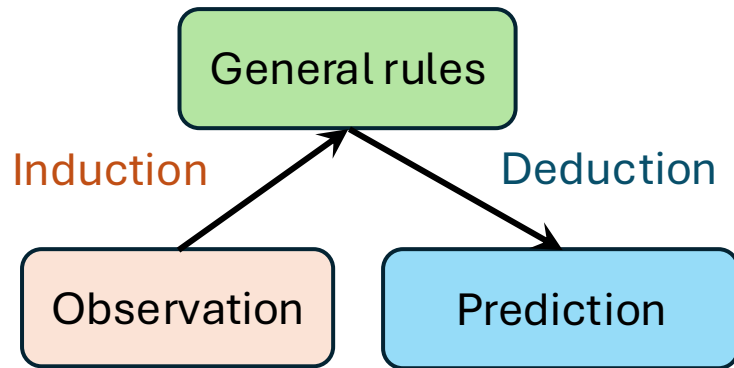 General rules
Induction
Deduction
Observation
Prediction